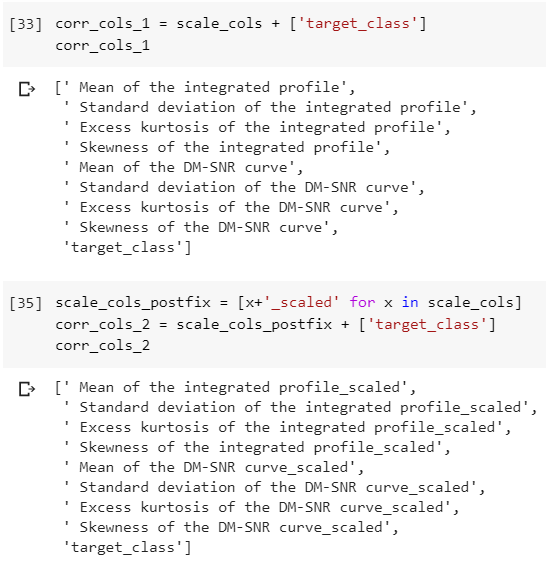 [33] corr_cols_1 = scale_cols + ['target_class']
corr_cols_1
[' Mean of the integrated profile',
' Standard deviation of the integrated profile',
' Excess kurtosis of the integrated profile',
' Skewness of the integrated profile',
' Mean of the DM-SNR curve',
' Standard deviation of the DM-SNR curve',
' Excess kurtosis of the DM-SNR curve',
' Skewness of the DM-SNR curve',
'target_class']
[35] scale_cols_postfix = [x+'_scaled' for x in scale_cols]
corr_cols_2 = scale_cols_postfix + ['target_class']
corr_cols_2
[' Mean of the integrated profile_scaled',
' Standard deviation of the integrated profile_scaled',
' Excess kurtosis of the integrated profile_scaled',
' Skewness of the integrated profile_scaled',
' Mean of the DM-SNR curve_scaled',
' Standard deviation of the DM-SNR curve_scaled',
' Excess kurtosis of the DM-SNR curve_scaled',
' Skewness of the DM-SNR curve_scaled',
'target_class']